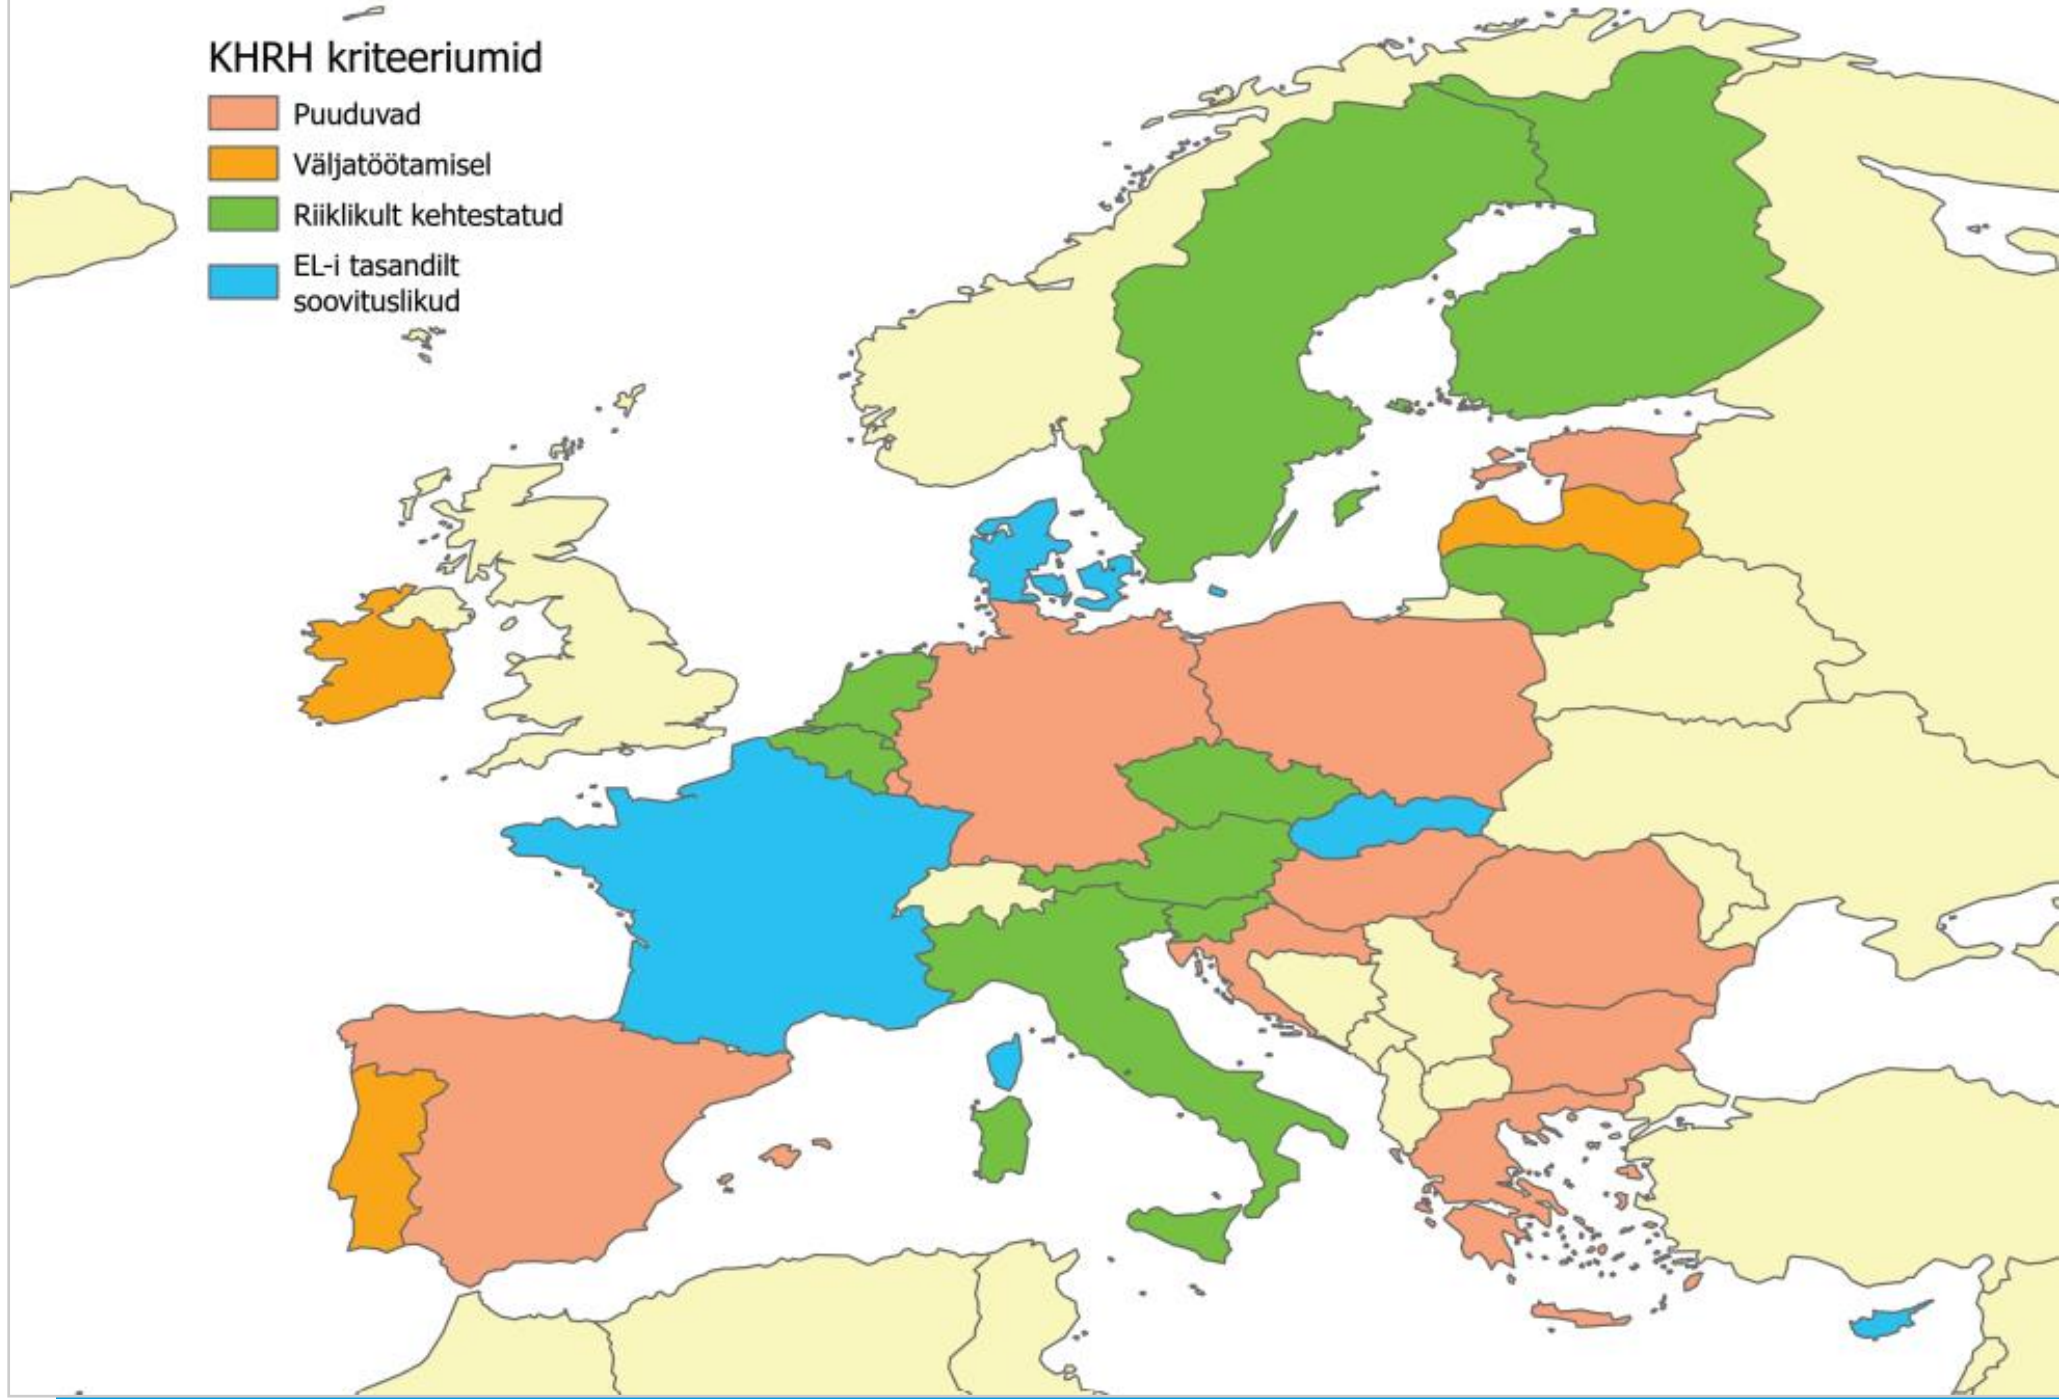 KHRH kriteeriumid
Puuduvad
Väljatöötamisel
Riiklikult kehtestatud
EL-i tasandilt
soovituslikud